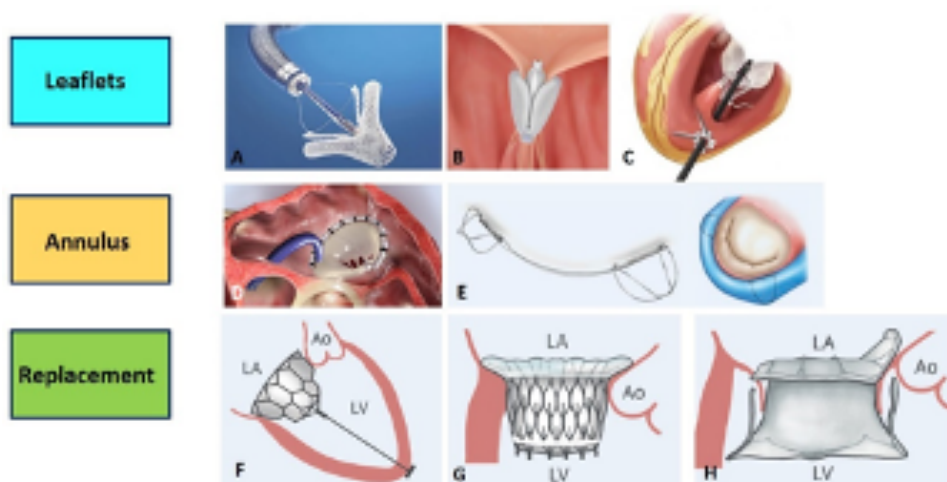 Leaflets
A
B
C
Annulus
D
E
Replacement
LA
Ao
LV
F
LA
Ao
G
LV
LA
Ao
H
LV